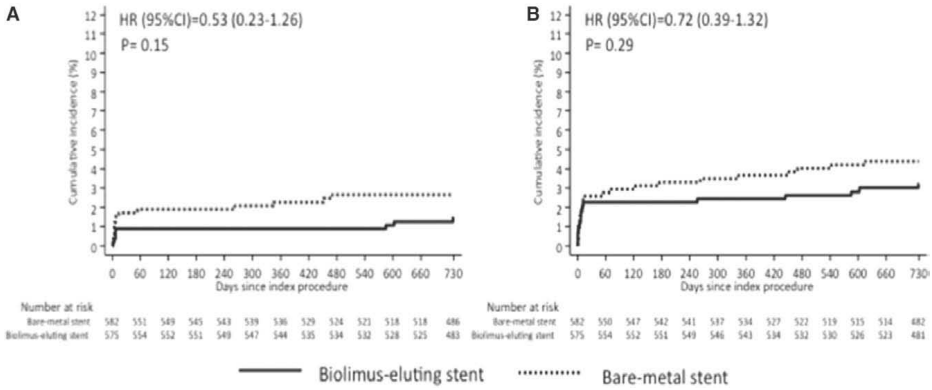 A
HR (95%CI)=0.53 (0.23-1.26)
P= 0.15
Cumulative incidence (%)
12
11
10
9
8
7
6
5
4
3
2
1
0
0 60 120 180 240 300 360 420 480 540 600 660 730
Days since index procedure
Number at risk
Bare-metal stent 582 551 549 545 543 539 536 529 524 521 518 518 486
Biolimus-eluting stent 575 554 552 551 549 547 544 535 534 532 528 525 483
B
HR (95%CI)=0.72 (0.39-1.32)
P= 0.29
Cumulative incidence (%)
12
11
10
9
8
7
6
5
4
3
2
1
0
0 60 120 180 240 300 360 420 480 540 600 660 730
Days since index procedure
Number at risk
Bare-metal stent 582 550 547 542 541 537 534 527 522 519 515 514 482
Biolimus-eluting stent 575 554 552 551 549 546 543 534 532 530 526 523 481
Biolimus-eluting stent
Bare-metal stent